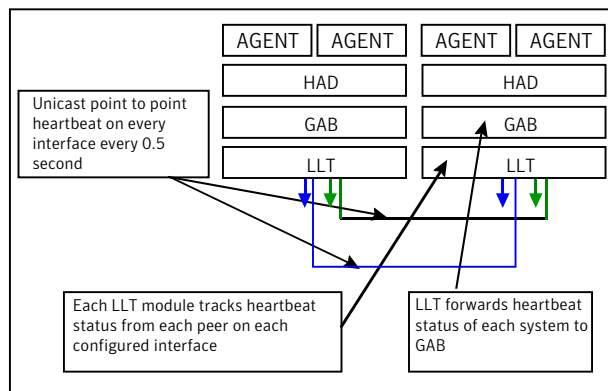 AGENT AGENT AGENT AGENT
HAD HAD
Unicast point to point
heartbeat on every
interface every 0.5
second
GAB GAB
LLT LLT
Each LLT module tracks heartbeat
status from each peer on each
configured interface
LLT forwards heartbeat
status of each system to
GAB